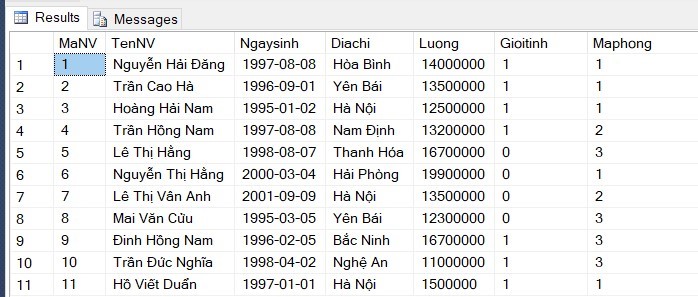 Results Messages
MaNV TenNV Ngaysinh Diachi Luong Gioitinh Maphong
1 1 Nguyễn Hải Đăng 1997-08-08 Hòa Bình 14000000 1 1
2 2 Trần Cao Hà 1996-09-01 Yên Bái 13500000 1 1
3 3 Hoàng Hải Nam 1995-01-02 Hà Nội 12500000 1 1
4 4 Trần Hồng Nam 1997-08-08 Nam Định 13200000 1 2
5 5 Lê Thị Hằng 1998-08-07 Thanh Hóa 16700000 0 3
6 6 Nguyễn Thị Hằng 2000-03-04 Hải Phòng 19900000 0 1
7 7 Lê Thị Vân Anh 2001-09-09 Hà Nội 13500000 0 2
8 8 Mai Văn Cửu 1995-03-05 Yên Bái 12300000 0 3
9 9 Đinh Hồng Nam 1996-02-05 Bắc Ninh 16700000 1 3
10 10 Trần Đức Nghĩa 1998-04-02 Nghệ An 11000000 1 3
11 11 Hồ Viết Duẩn 1997-01-01 Hà Nội 1500000 1 1